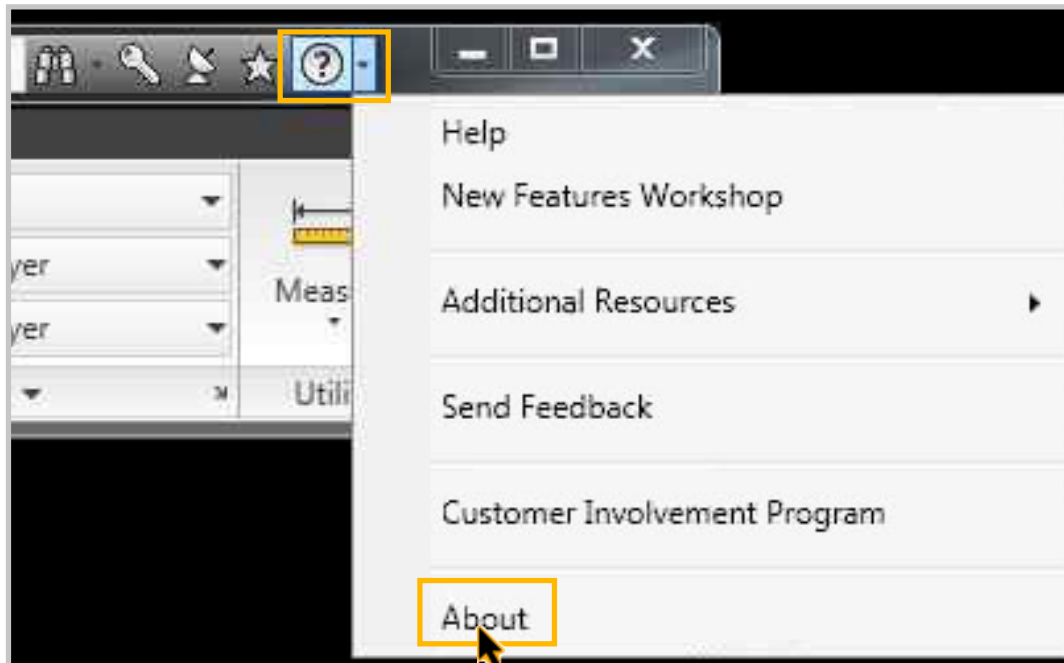 Help
New Features Workshop
yer
Meas
Additional Resources
yer
Utili
Send Feedback
Customer Involvement Program
About